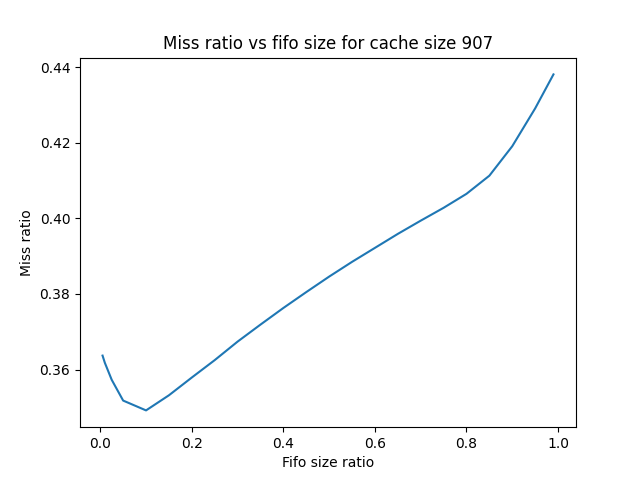 Miss ratio vs fifo size for cache size 907
0.44
0.42
0.40
0.38
0.36
Miss ratio
0.0 0.2 0.4 0.6 0.8 1.0
Fifo size ratio